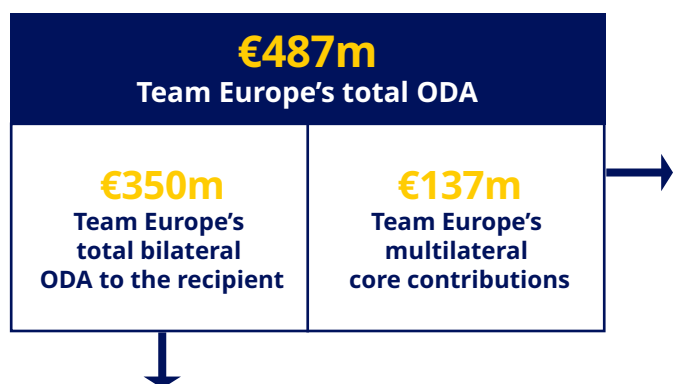 €487m
Team Europe’s total ODA
€350m
Team Europe’s
total bilateral
ODA to the recipient
€137m
Team Europe’s
multilateral
core contributions